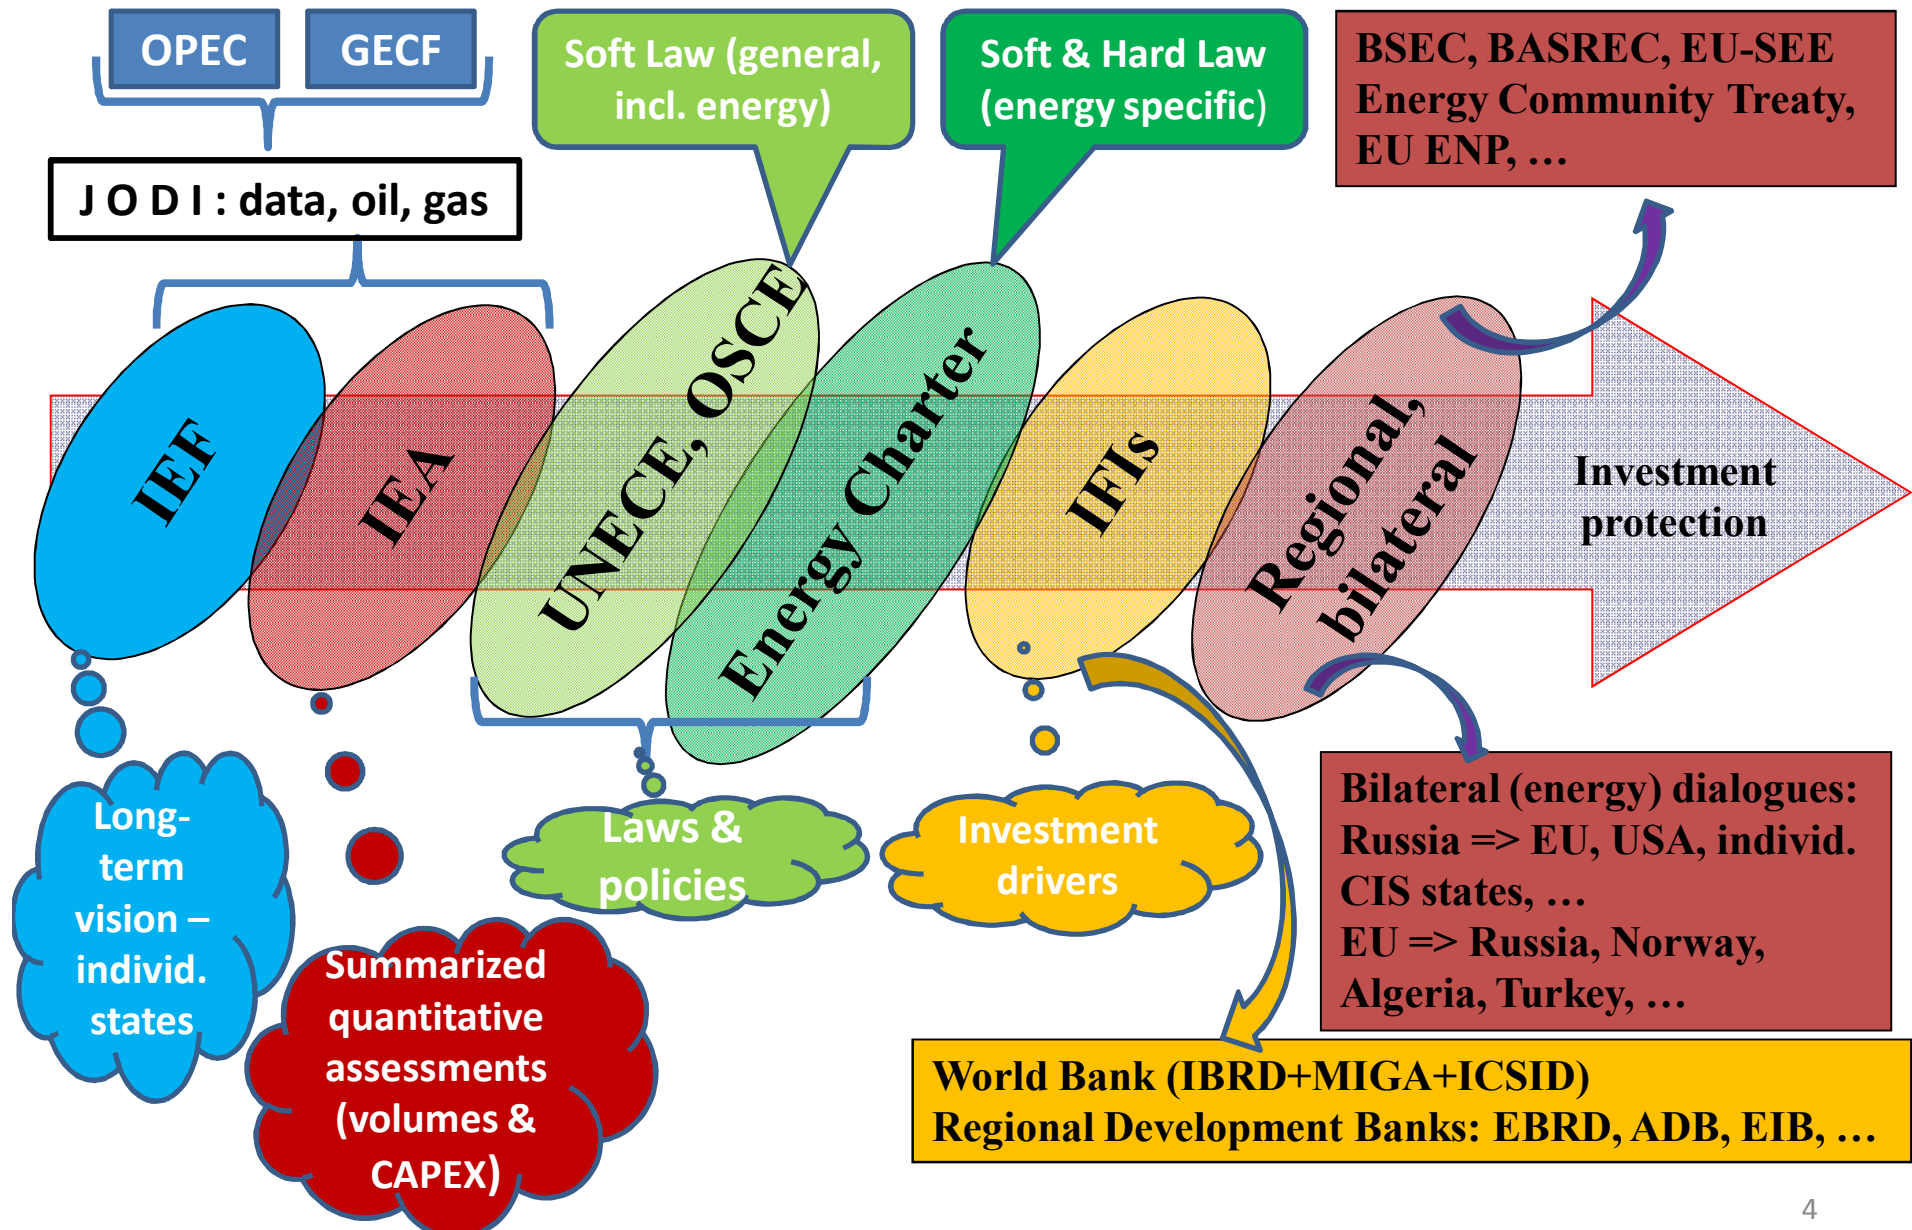 OPEC
GECF
Soft Law (general,
incl. energy)
Soft & Hard Law
(energy specific)
BSEC, BASREC, EU-SEE
Energy Community Treaty,
EU ENP, …
J O D I : data, oil, gas
IEF
IEA
UNECE, OSCE
Energy Charter
IFIs
Regional,
bilateral
Investment
protection
Long-
term
vision –
individ.
states
Summarized
quantitative
assessments
(volumes &
CAPEX)
Laws &
policies
Investment
drivers
Bilateral (energy) dialogues:
Russia => EU, USA, individ.
CIS states, …
EU => Russia, Norway,
Algeria, Turkey, …
World Bank (IBRD+MIGA+ICSID)
Regional Development Banks: EBRD, ADB, EIB, …
4